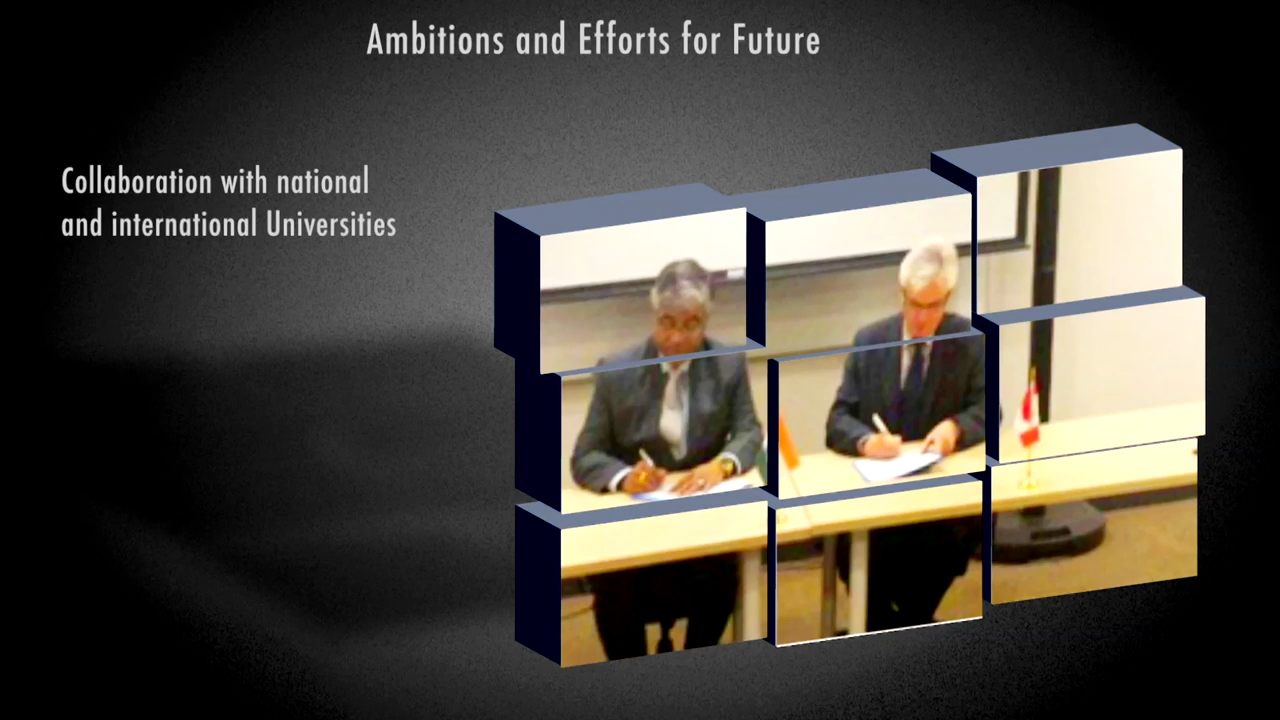 Ambitions and Efforts for Future
Collaboration with national
and international Universities